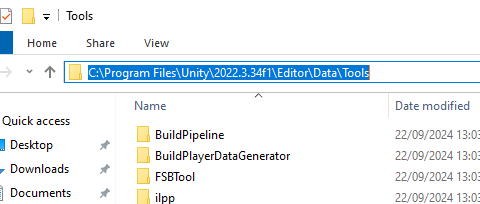 Tools
Home
Share
View
C:\Program Files\Unity\2022.3.34f1\Editor\Data\Tools
Name
Date modified
Quick access
Desktop
Downloads
Documents
BuildPipeline
22/09/2024 13:03
BuildPlayerDataGenerator
22/09/2024 13:03
FSBTool
22/09/2024 13:03
ilpp
22/09/2024 13:03